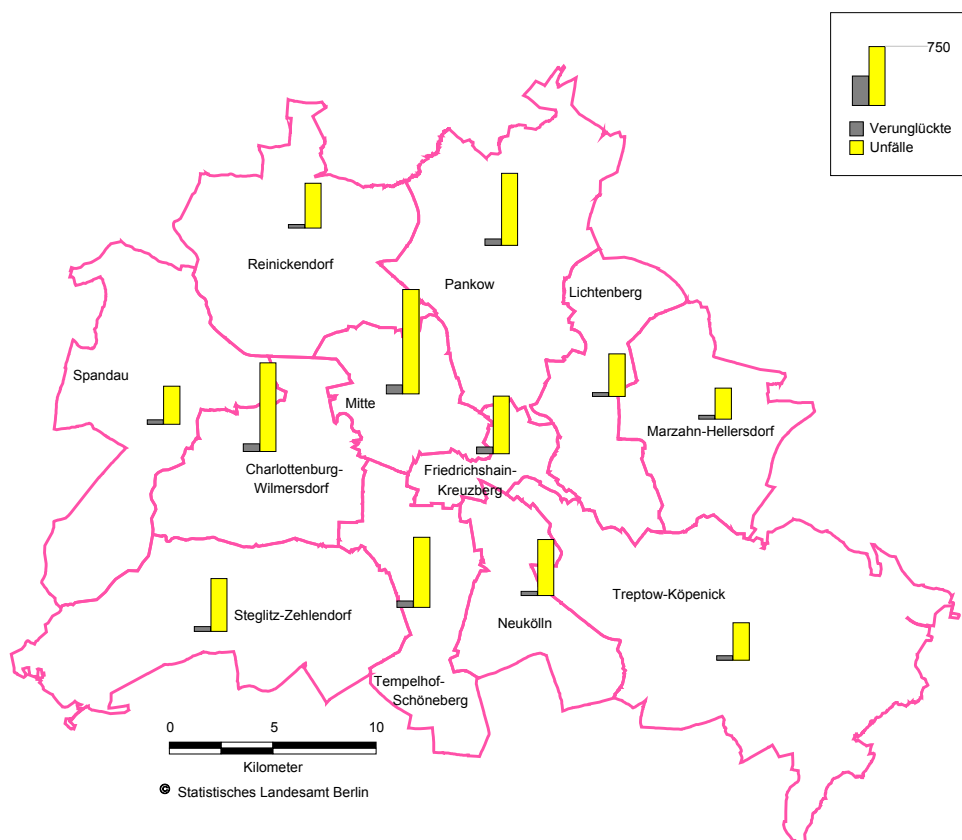 750
Verunglückte
Unfälle
Reinickendorf
Pankow
Lichtenberg
Spandau
Mitte
Marzahn-Hellersdorf
Charlottenburg-
Wilmersdorf
Friedrichshain-
Kreuzberg
Treptow-Köpenick
Steglitz-Zehlendorf
Neukölln
Tempelhof-
Schöneberg
0 5 10
Kilometer
© Statistisches Landesamt Berlin